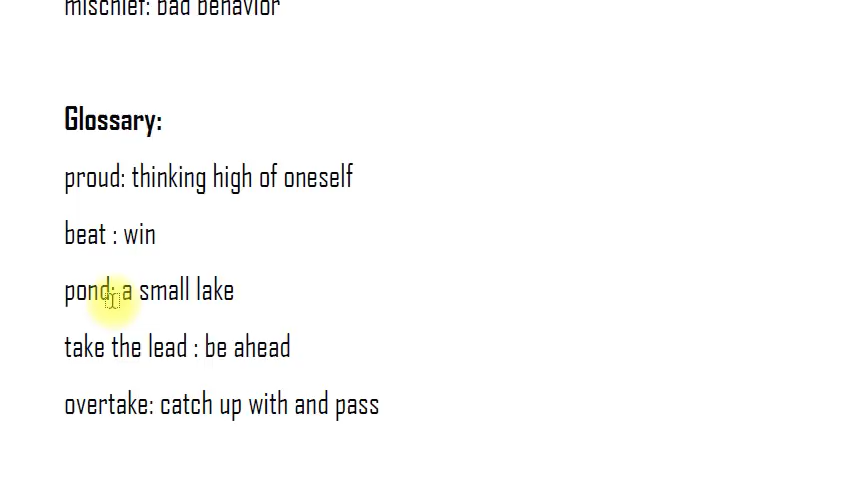 mischief: bad behavior
Glossary:
proud: thinking high of oneself
beat : win
pond: a small lake
take the lead : be ahead
overtake: catch up with and pass